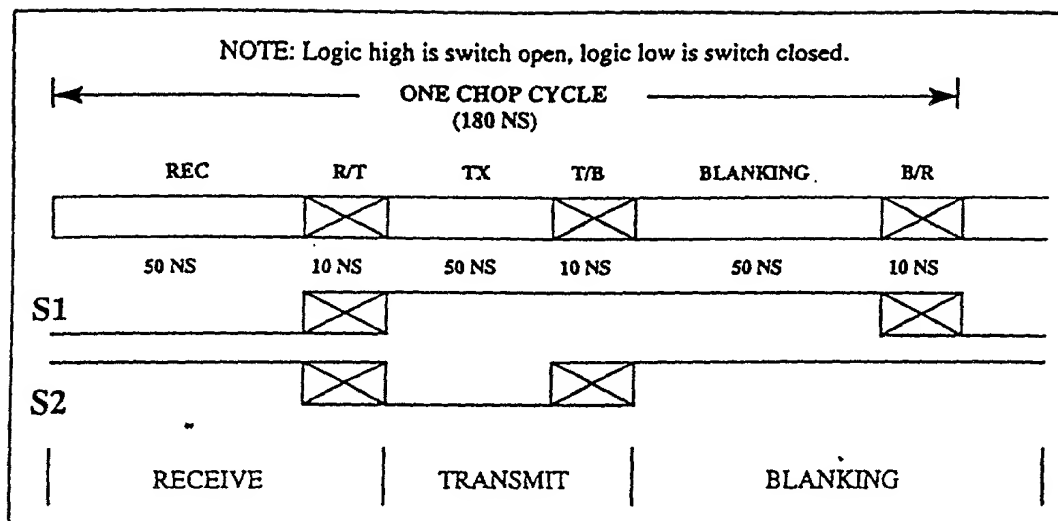 NOTE: Logic high is switch open, logic low is switch closed.
ONE CHOP CYCLE
(180 NS)
REC R/T TX T/B BLANKING B/R
50 NS 10 NS 50 NS 10 NS 50 NS 10 NS
S1
S2
RECEIVE TRANSMIT BLANKING